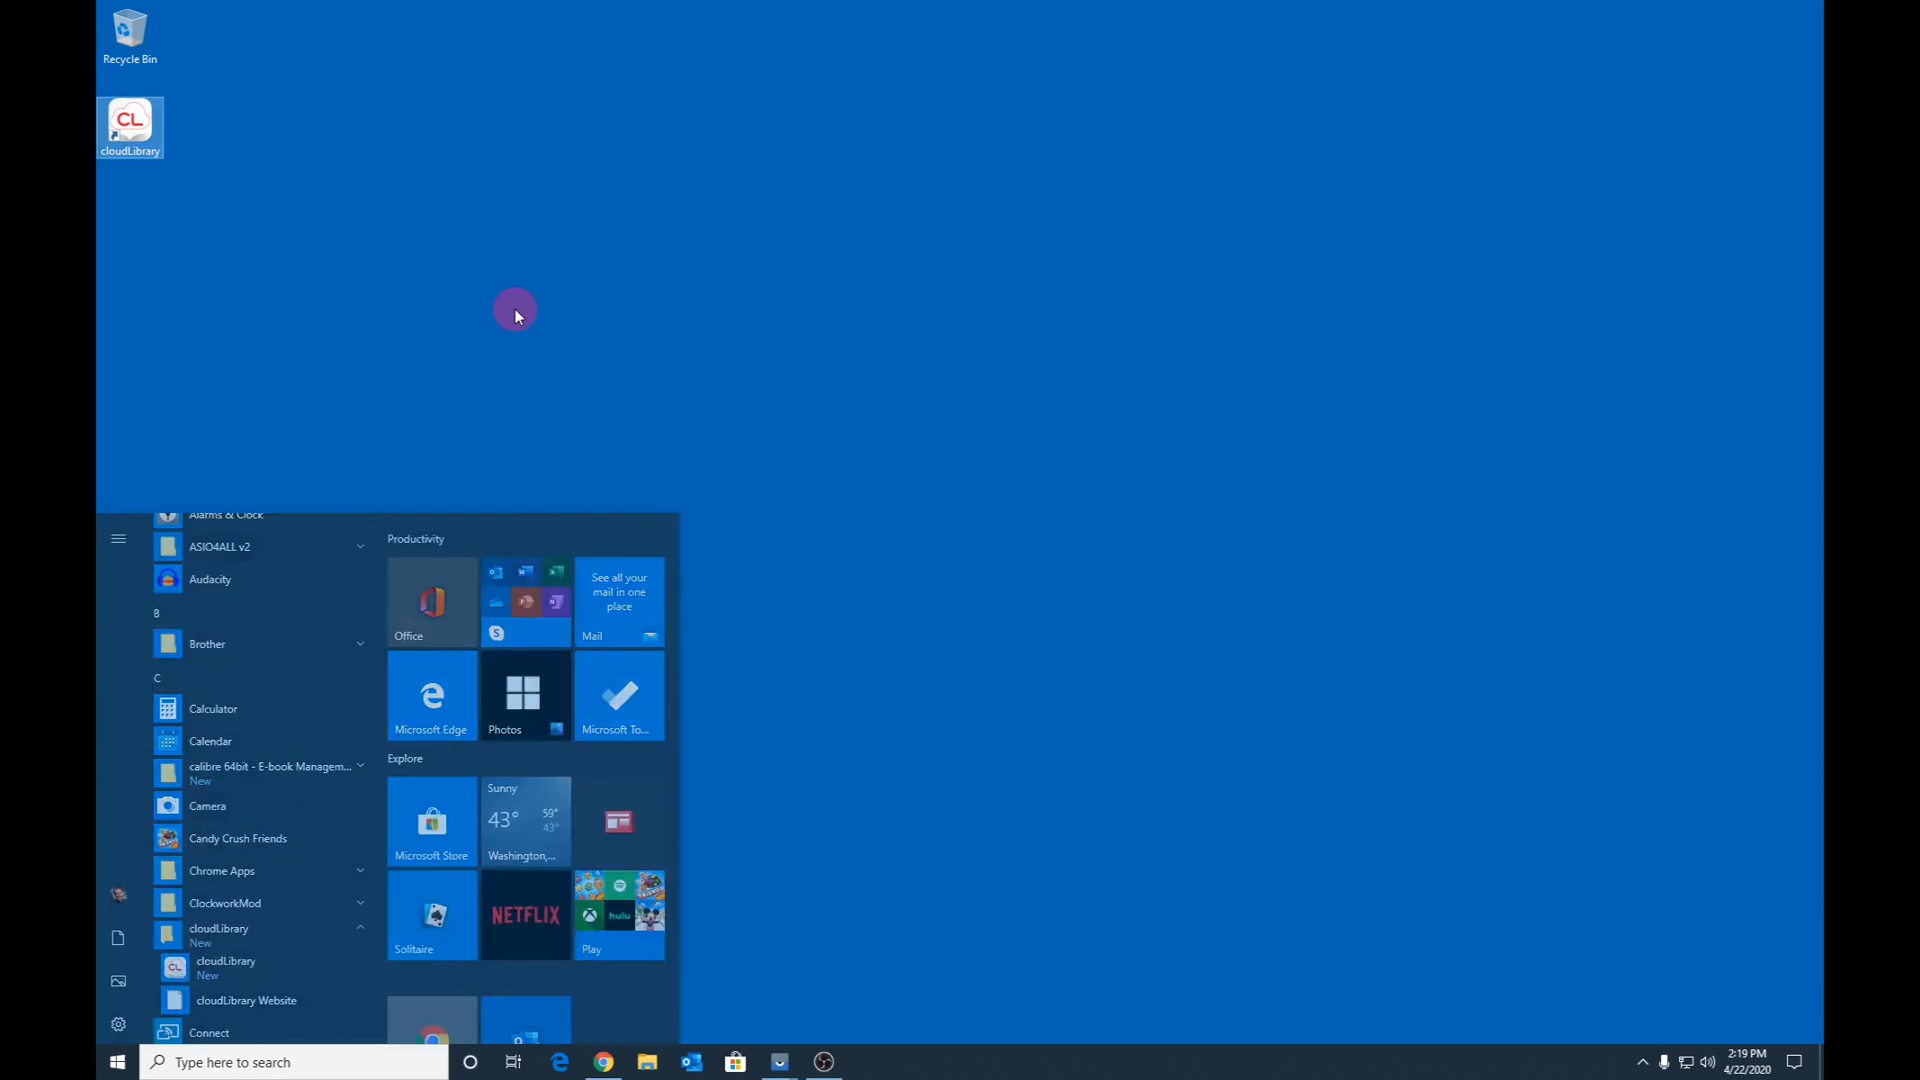 Recycle Bin
CL
cloudLibrary
Alarms & Clock
ASIO4ALL v2
Audacity
B
Brother
C
Calculator
Calendar
calibre 64bit - E-book Managem...
New
Camera
Candy Crush Friends
Chrome Apps
ClockworkMod
cloudLibrary
New
CL
cloudLibrary
New
cloudLibrary Website
Connect
Productivity
Office
See all your
mail in one
place
Mail
Microsoft Edge
Photos
Microsoft To...
Explore
Microsoft Store
Sunny
43°
59°
43°
Washington,...
Solitaire
NETFLIX
hulu
Play
Type here to search
2:19 PM
4/22/2020